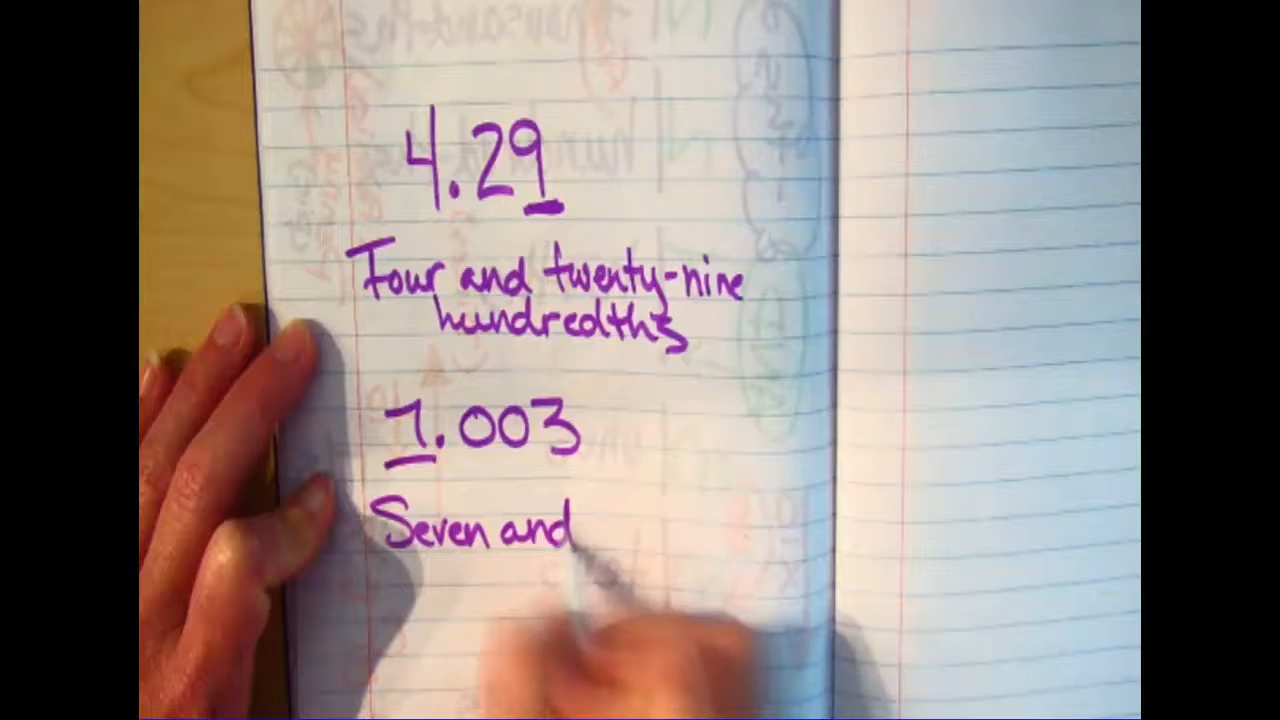 4.29
Four and twenty-nine
hundredths
7.003
Seven and